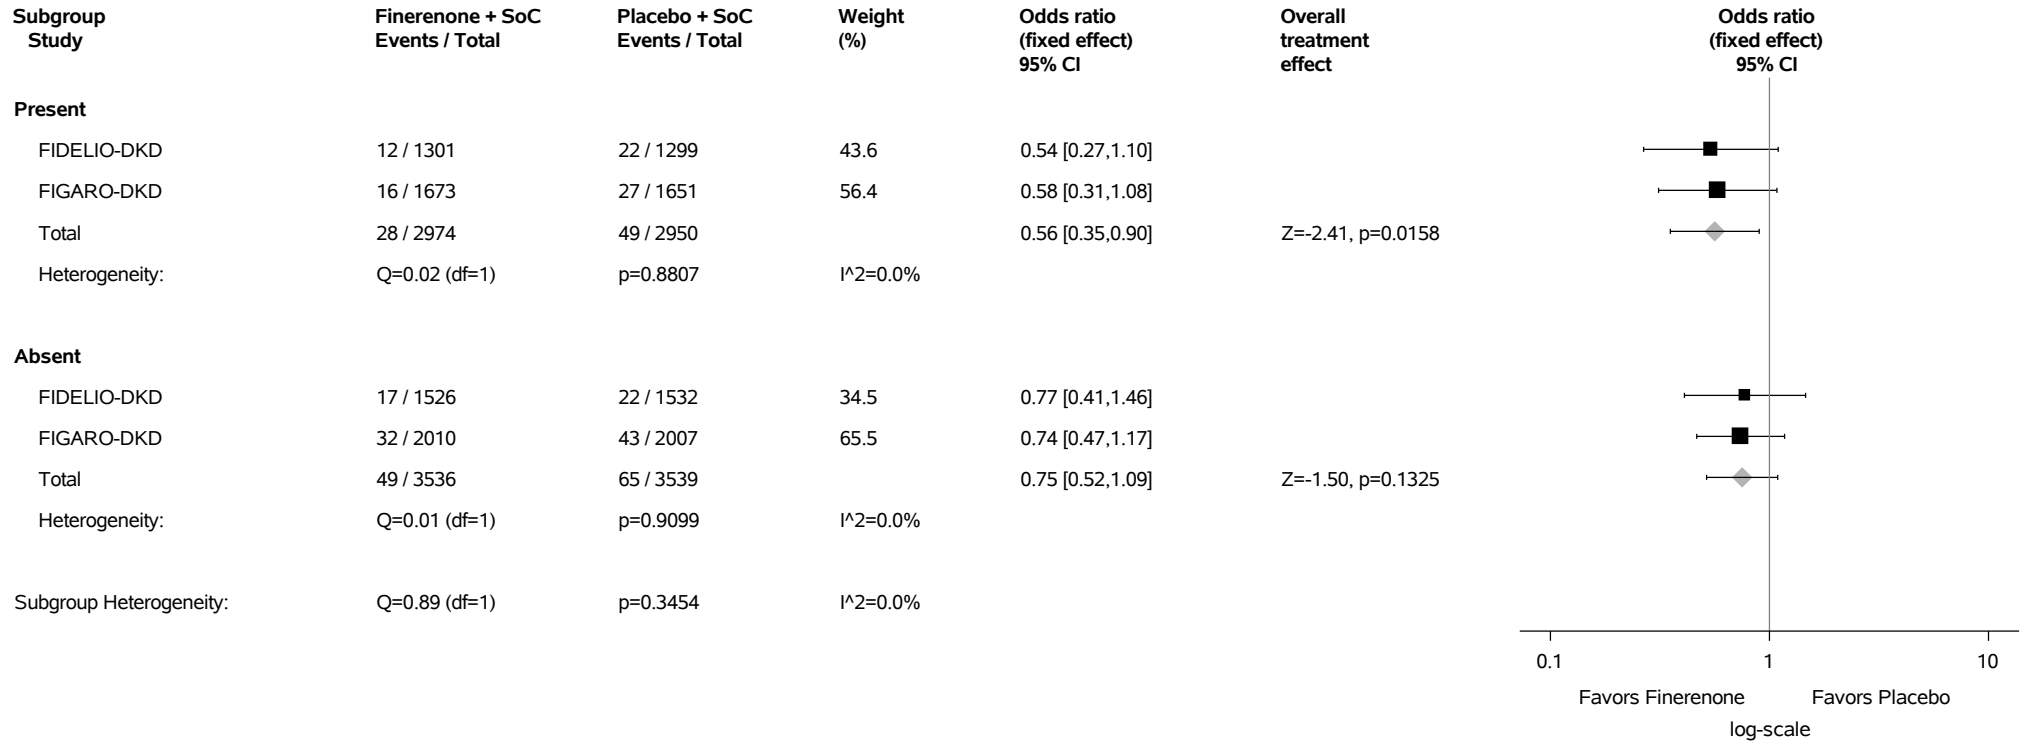 Subgroup Finerenone + SoC Placebo + SoC Weight Odds ratio Overall Odds ratio
Study Events / Total Events / Total (%) (fixed effect) treatment (fixed effect)
95% CI effect 95% CI
Present
FIDELIO-DKD 12 / 1301 22 / 1299 43.6 0.54 [0.27,1.10]
FIGARO-DKD 16 / 1673 27 / 1651 56.4 0.58 [0.31,1.08]
Total 28 / 2974 49 / 2950 0.56 [0.35,0.90] Z=-2.41, p=0.0158
Heterogeneity: Q=0.02 (df=1) p=0.8807 I^2=0.0%
Absent
FIDELIO-DKD 17 / 1526 22 / 1532 34.5 0.77 [0.41,1.46]
FIGARO-DKD 32 / 2010 43 / 2007 65.5 0.74 [0.47,1.17]
Total 49 / 3536 65 / 3539 0.75 [0.52,1.09] Z=-1.50, p=0.1325
Heterogeneity: Q=0.01 (df=1) p=0.9099 I^2=0.0%
Subgroup Heterogeneity: Q=0.89 (df=1) p=0.3454 I^2=0.0%
0.1 1 10
Favors Finerenone Favors Placebo
log-scale